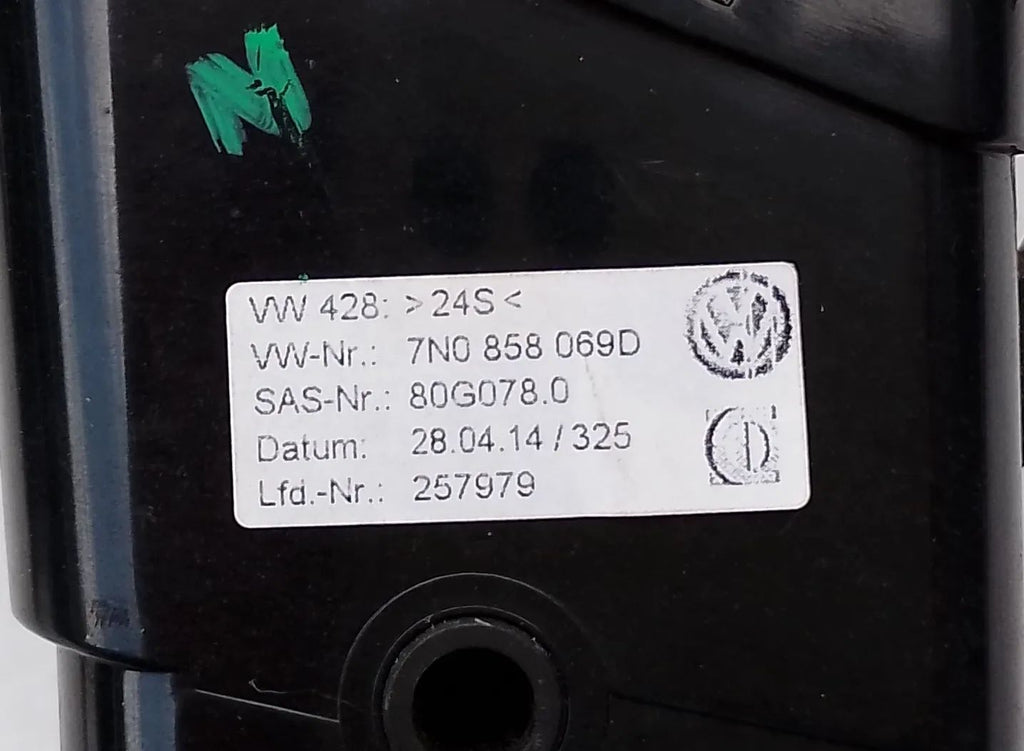 VW 428: >24S<
VW-Nr.: 7N0 858 069D
SAS-Nr.: 80G078.0
Datum: 28.04.14 / 325
Lfd.-Nr.: 257979